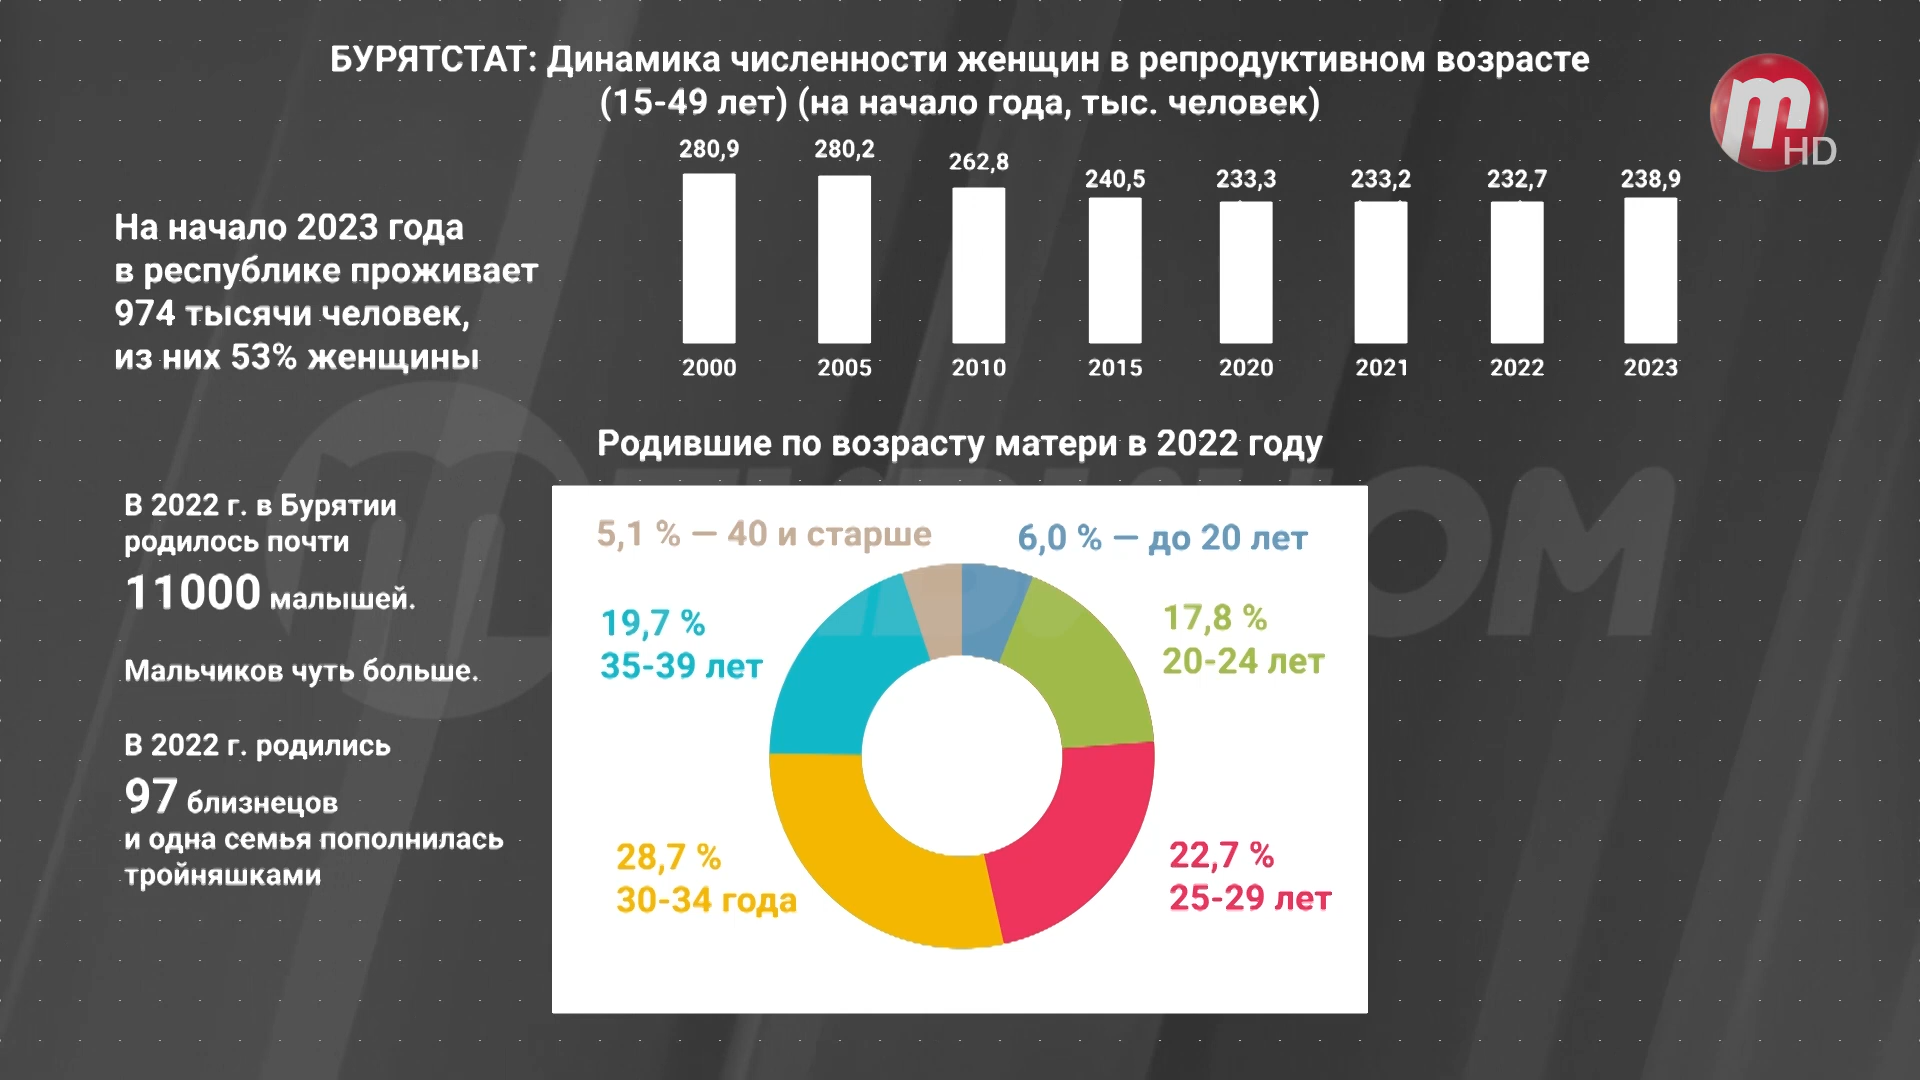 БУРЯТСТАТ: Динамика численности женщин в репродуктивном возрасте
(15-49 лет) (на начало года, тыс. человек)
m HD
280,9 280,2 262,8 240,5 233,3 233,2 232,7 238,9
2000 2005 2010 2015 2020 2021 2022 2023
На начало 2023 года
в республике проживает
974 тысячи человек,
из них 53% женщины
Родившие по возрасту матери в 2022 году
В 2022 г. в Бурятии
родилось почти
11000 малышей.
Мальчиков чуть больше.
В 2022 г. родились
97 близнецов
и одна семья пополнилась
тройняшками
5,1 % — 40 и старше
6,0 % — до 20 лет
19,7 %
35-39 лет
17,8 %
20-24 лет
28,7 %
30-34 года
22,7 %
25-29 лет